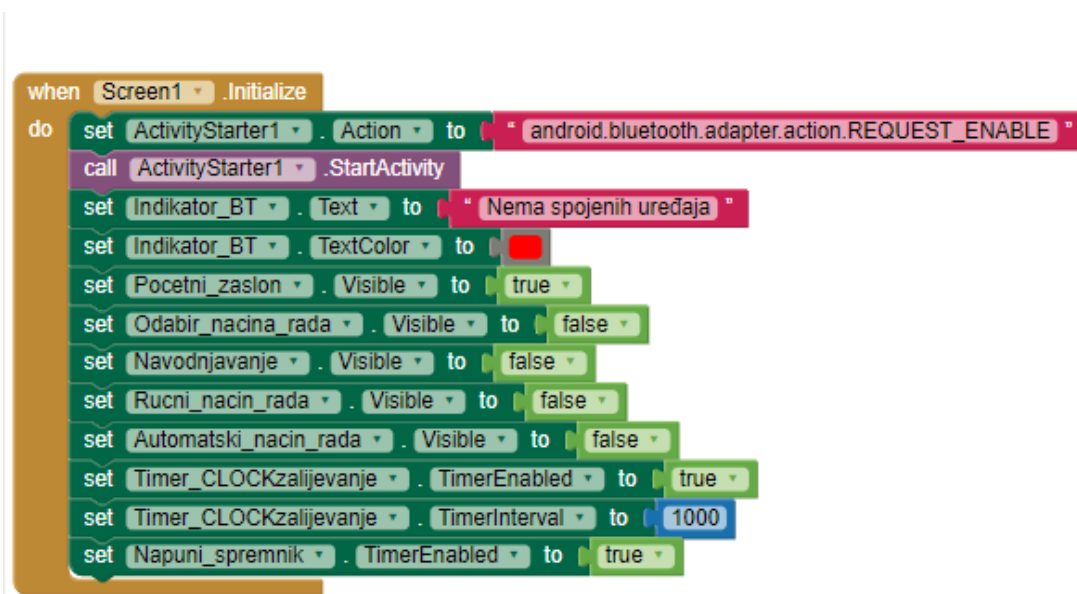 when Screen1 .Initialize
do set ActivityStarter1 . Action to " android.bluetooth.adapter.action.REQUEST_ENABLE "
call ActivityStarter1 .StartActivity
set Indikator_BT . Text to " Nema spojenih uređaja "
set Indikator_BT . TextColor to
set Pocetni_zaslon . Visible to true
set Odabir_nacina_rada . Visible to false
set Navodnjavanje . Visible to false
set Rucni_nacin_rada . Visible to false
set Automatski_nacin_rada . Visible to false
set Timer_CLOCKzalijevanje . TimerEnabled to true
set Timer_CLOCKzalijevanje . TimerInterval to 1000
set Napuni_spremnik . TimerEnabled to true